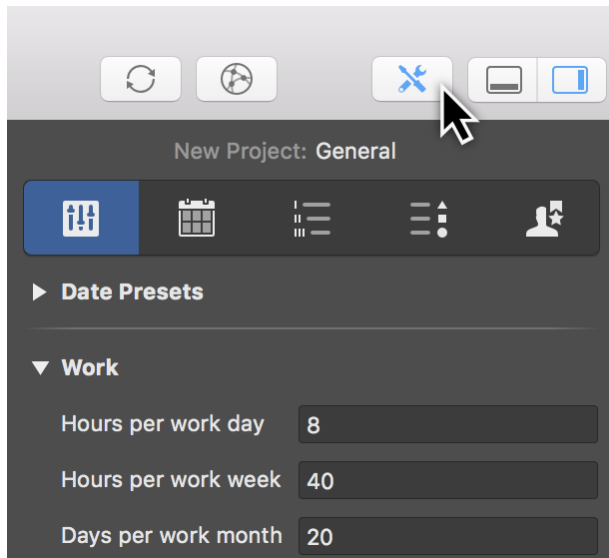 New Project: General
Date Presets
Work
Hours per work day 8
Hours per work week 40
Days per work month 20